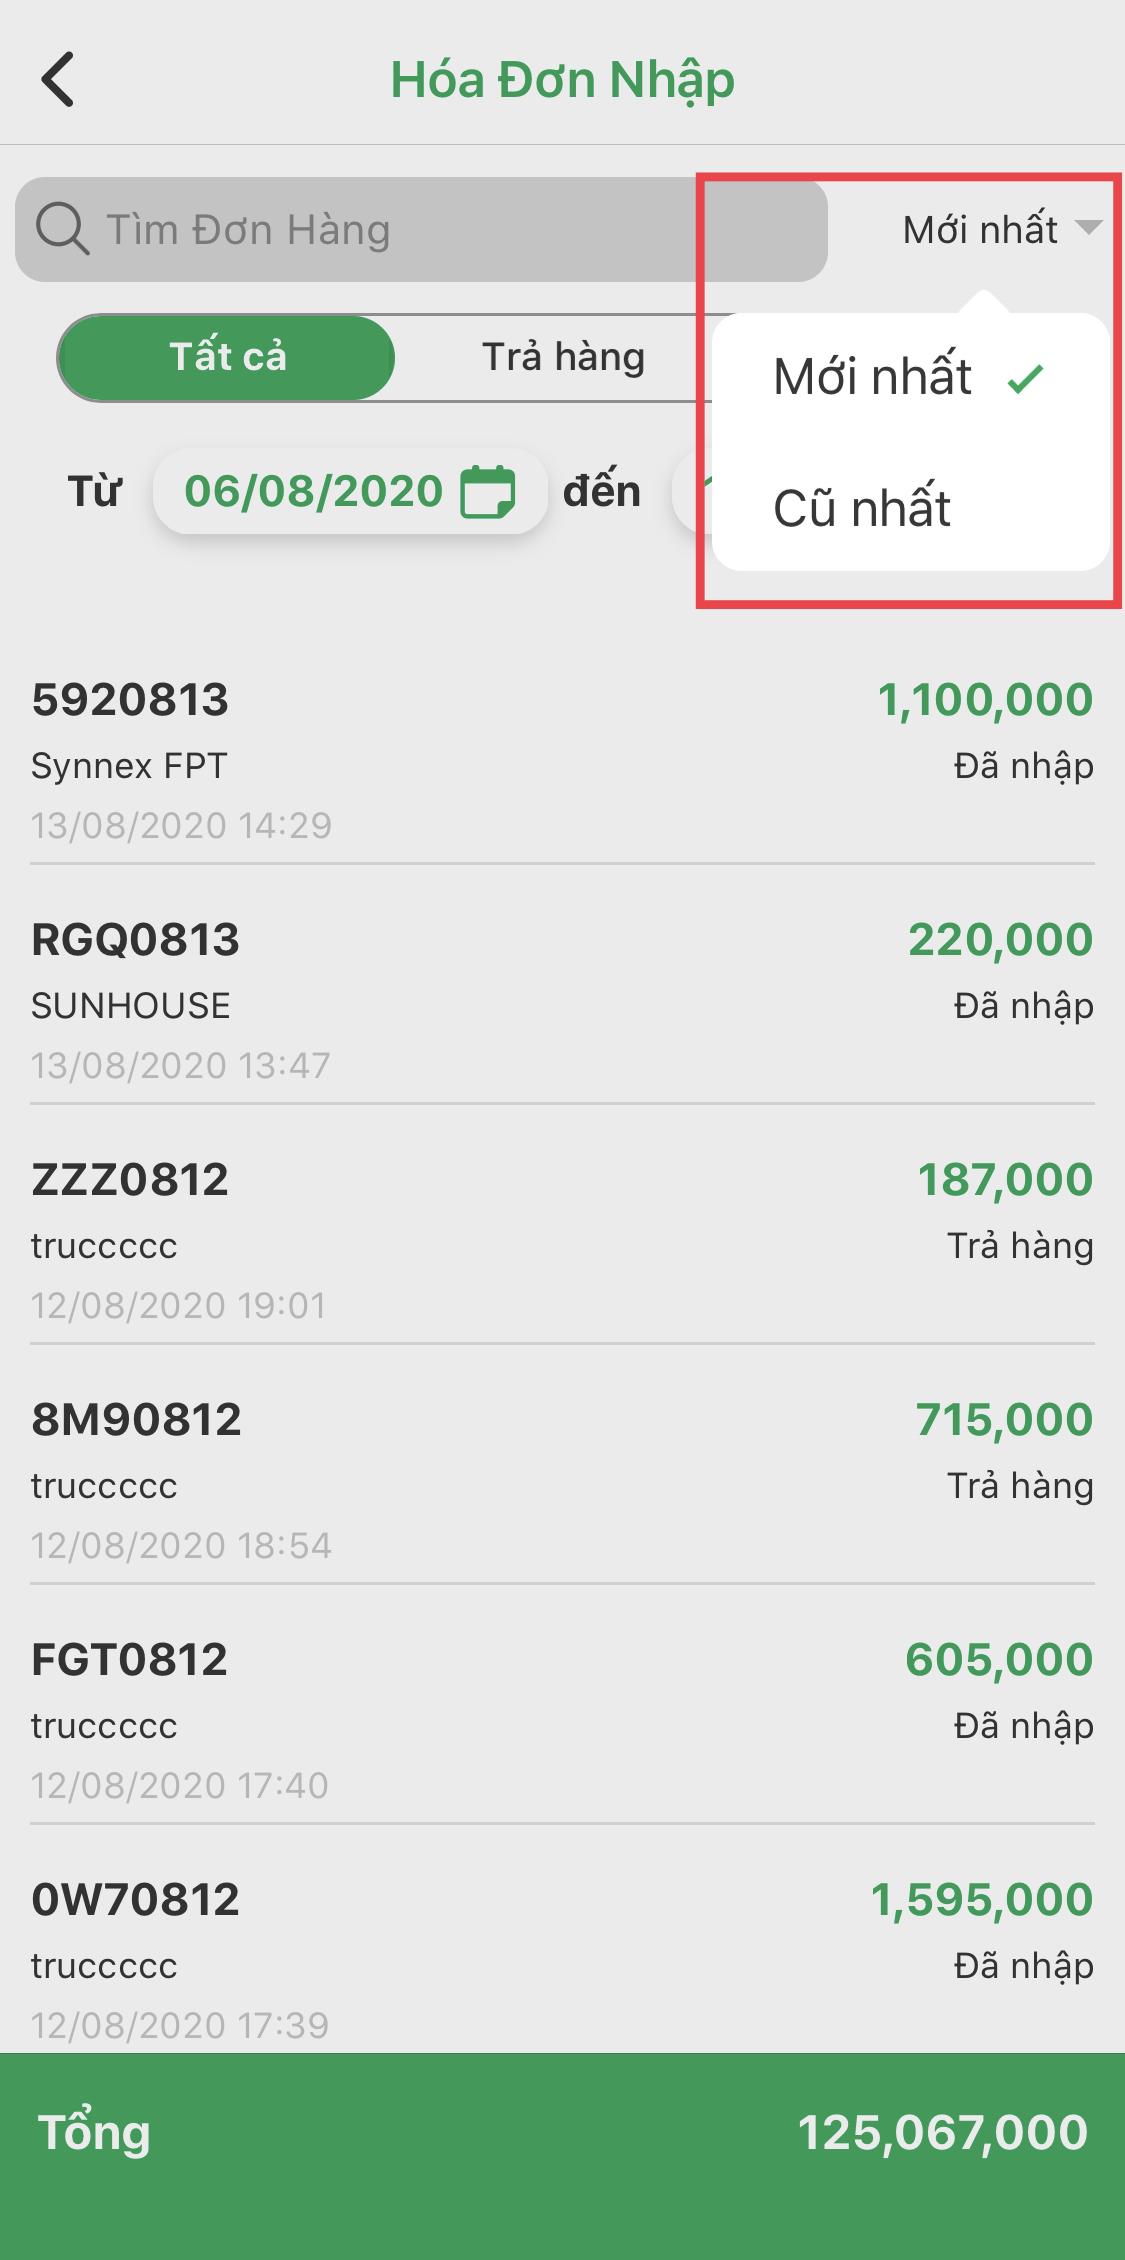 Hóa Đơn Nhập
Tìm Đơn Hàng
Mới nhất
Tất cả
Trả hàng
Mới nhất
Cũ nhất
Từ 06/08/2020 đến
5920813 1,100,000
Synnex FPT Đã nhập
13/08/2020 14:29
RGQ0813 220,000
SUNHOUSE Đã nhập
13/08/2020 13:47
ZZZ0812 187,000
truccccc Trả hàng
12/08/2020 19:01
8M90812 715,000
truccccc Trả hàng
12/08/2020 18:54
FGT0812 605,000
truccccc Đã nhập
12/08/2020 17:40
0W70812 1,595,000
truccccc Đã nhập
12/08/2020 17:39
Tổng 125,067,000